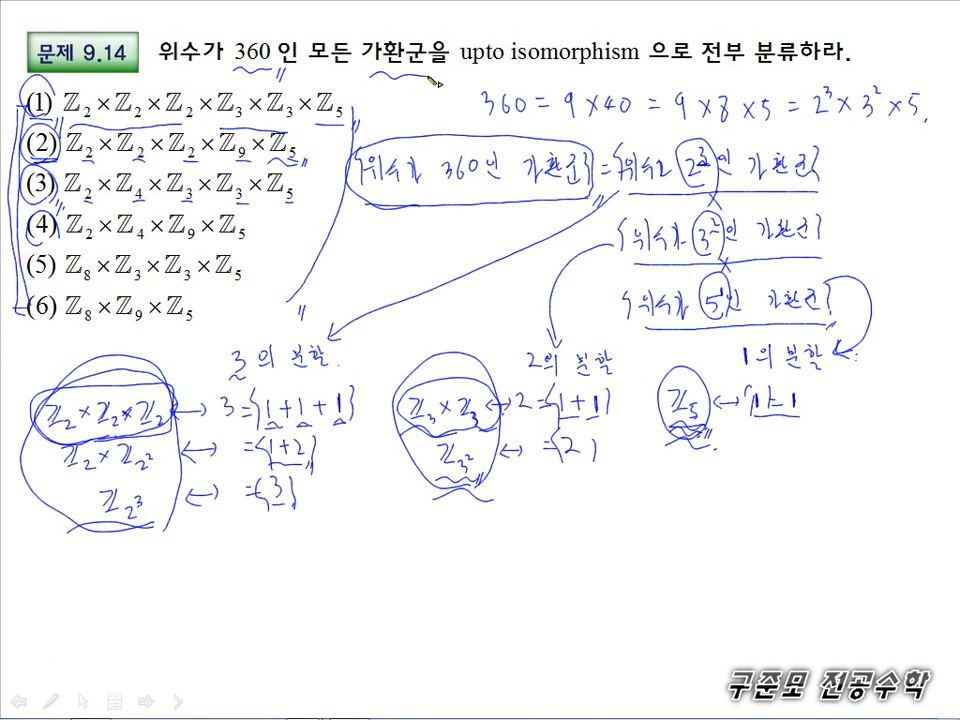 문제 9.14 위수가 360 인 모든 가환군을 upto isomorphism 으로 전부 분류하라.
(1) ℤ₂ × ℤ₂ × ℤ₂ × ℤ₃ × ℤ₃ × ℤ₅
(2) ℤ₂ × ℤ₂ × ℤ₂ × ℤ₉ × ℤ₅
(3) ℤ₂ × ℤ₄ × ℤ₃ × ℤ₃ × ℤ₅
(4) ℤ₂ × ℤ₄ × ℤ₉ × ℤ₅
(5) ℤ₈ × ℤ₃ × ℤ₃ × ℤ₅
(6) ℤ₈ × ℤ₉ × ℤ₅
360 = 9 × 40 = 9 × 8 × 5 = 2³ × 3² × 5.
{위수가 360인 가환군} = {위수가 2³인 가환군}
×
{위수가 3²인 가환군}
×
{위수가 5¹인 가환군}
3의 분할.
ℤ₂ × ℤ₂ × ℤ₂ ↔ 3 = {1 + 1 + 1}
ℤ₂ × ℤ₂² ↔ = {1+2}
ℤ₂³ ↔ = {3}
2의 분할
ℤ₃ × ℤ₃ ↔ 2 = {1 + 1}
ℤ₃² ↔ = {2}
1의 분할
ℤ₅ ↔ 1 = 1
구준모 전공수학